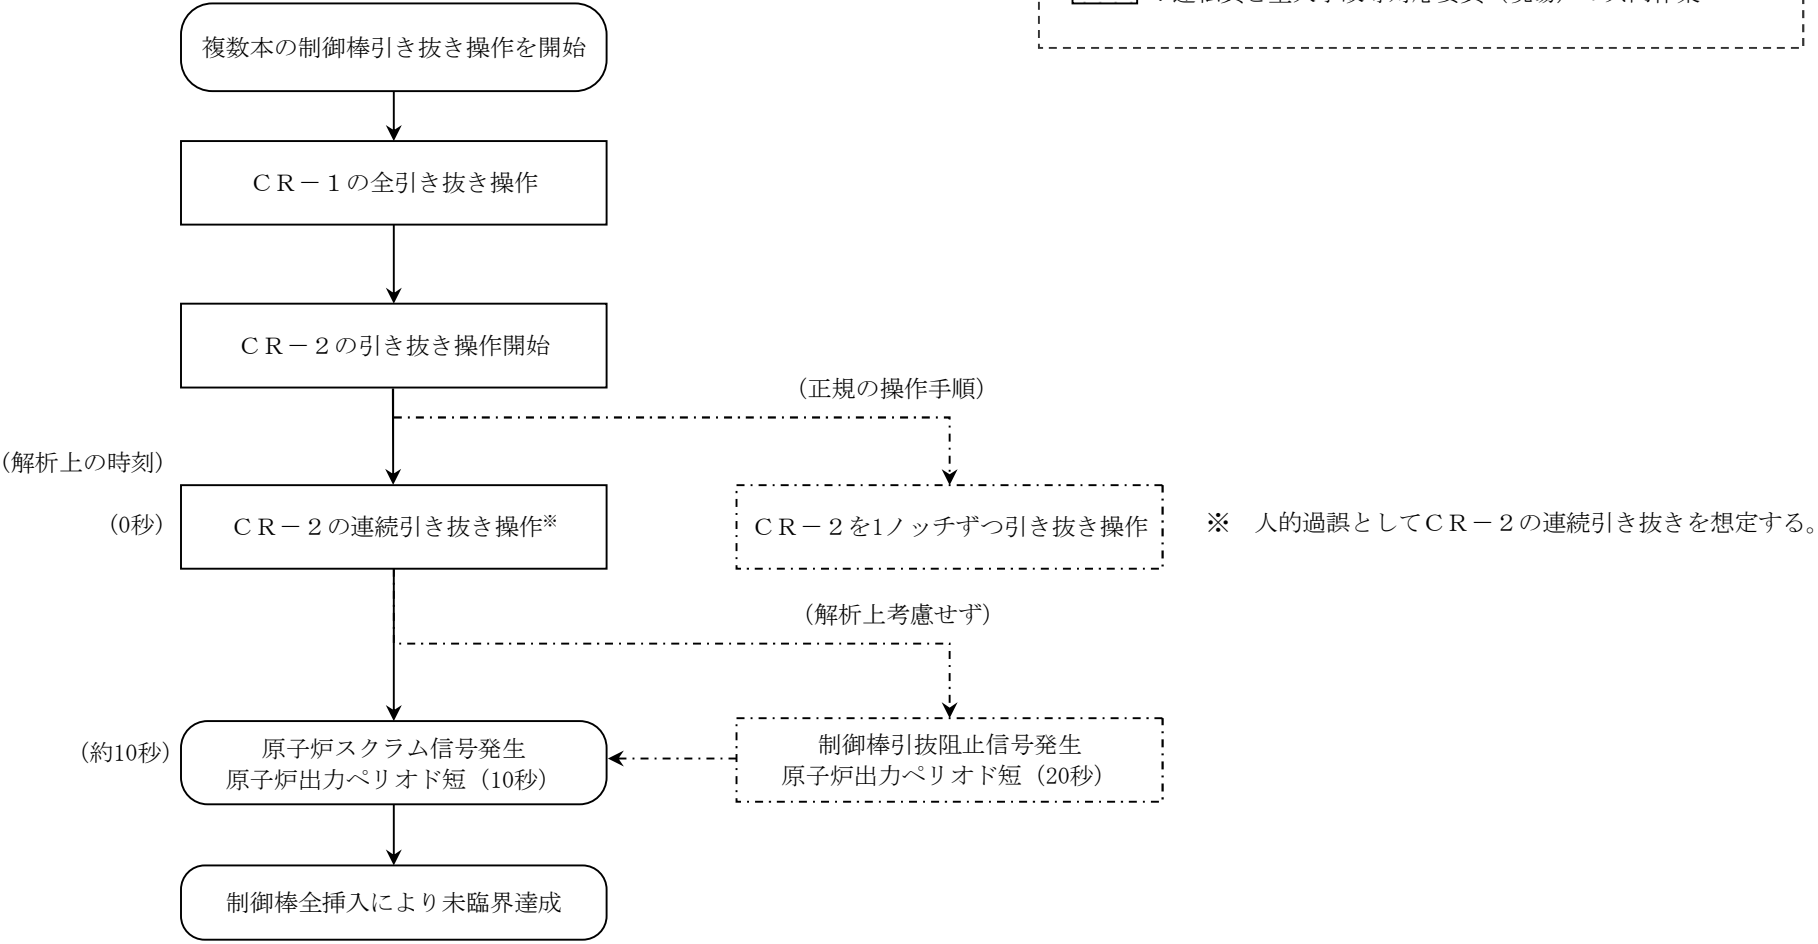 複数本の制御棒引き抜き操作を開始
ＣＲ－１の全引き抜き操作
ＣＲ－２の引き抜き操作開始
（正規の操作手順）
（解析上の時刻）
（0秒）
ＣＲ－２の連続引き抜き操作※
ＣＲ－２を1ノッチずつ引き抜き操作
※　人的過誤としてＣＲ－２の連続引き抜きを想定する。
（解析上考慮せず）
（約10秒）
原子炉スクラム信号発生
原子炉出力ペリオド短（10秒）
制御棒引抜阻止信号発生
原子炉出力ペリオド短（20秒）
制御棒全挿入により未臨界達成